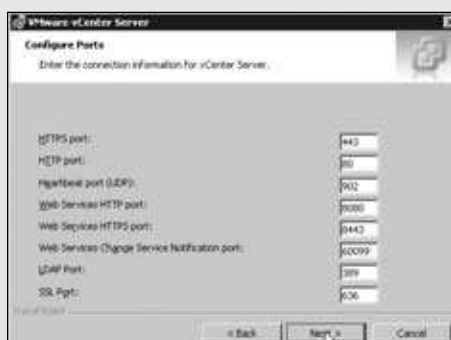 VMware vCenter Server
Configure Ports
Enter the connection information for vCenter Server.
HTTPS port: 443
HTTP port: 80
Heartbeat port (UDP): 902
Web Services HTTP port: 8080
Web Services HTTPS port: 8443
Web Services Change Service Notification port: 60099
LDAP Port: 389
SSL Port: 636
InstallShield
< Back Next > Cancel